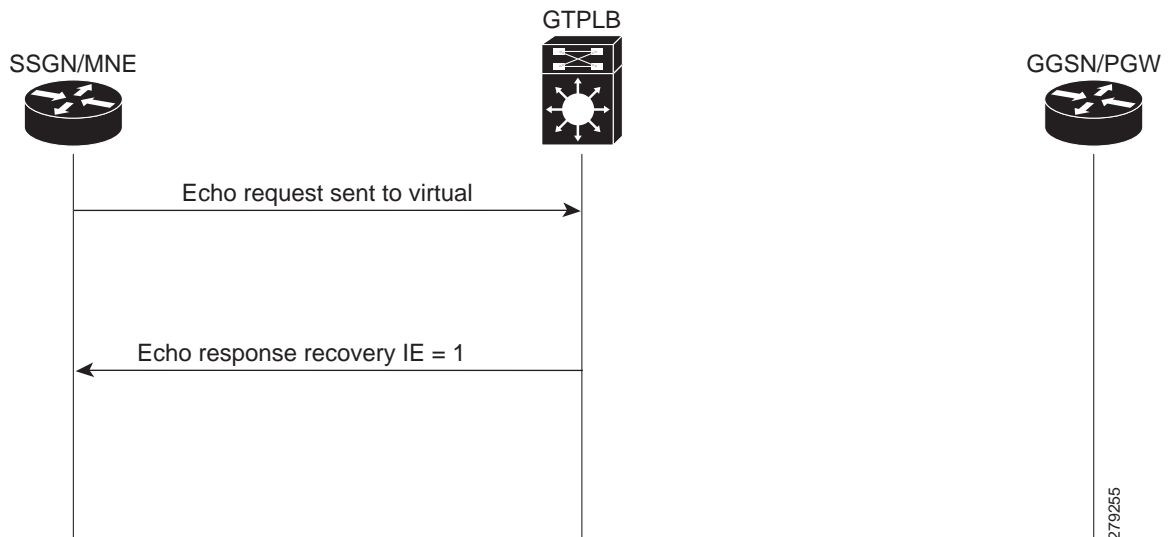 GTPLB
SSGN/MNE
GGSN/PGW
Echo request sent to virtual
Echo response recovery IE = 1
279255